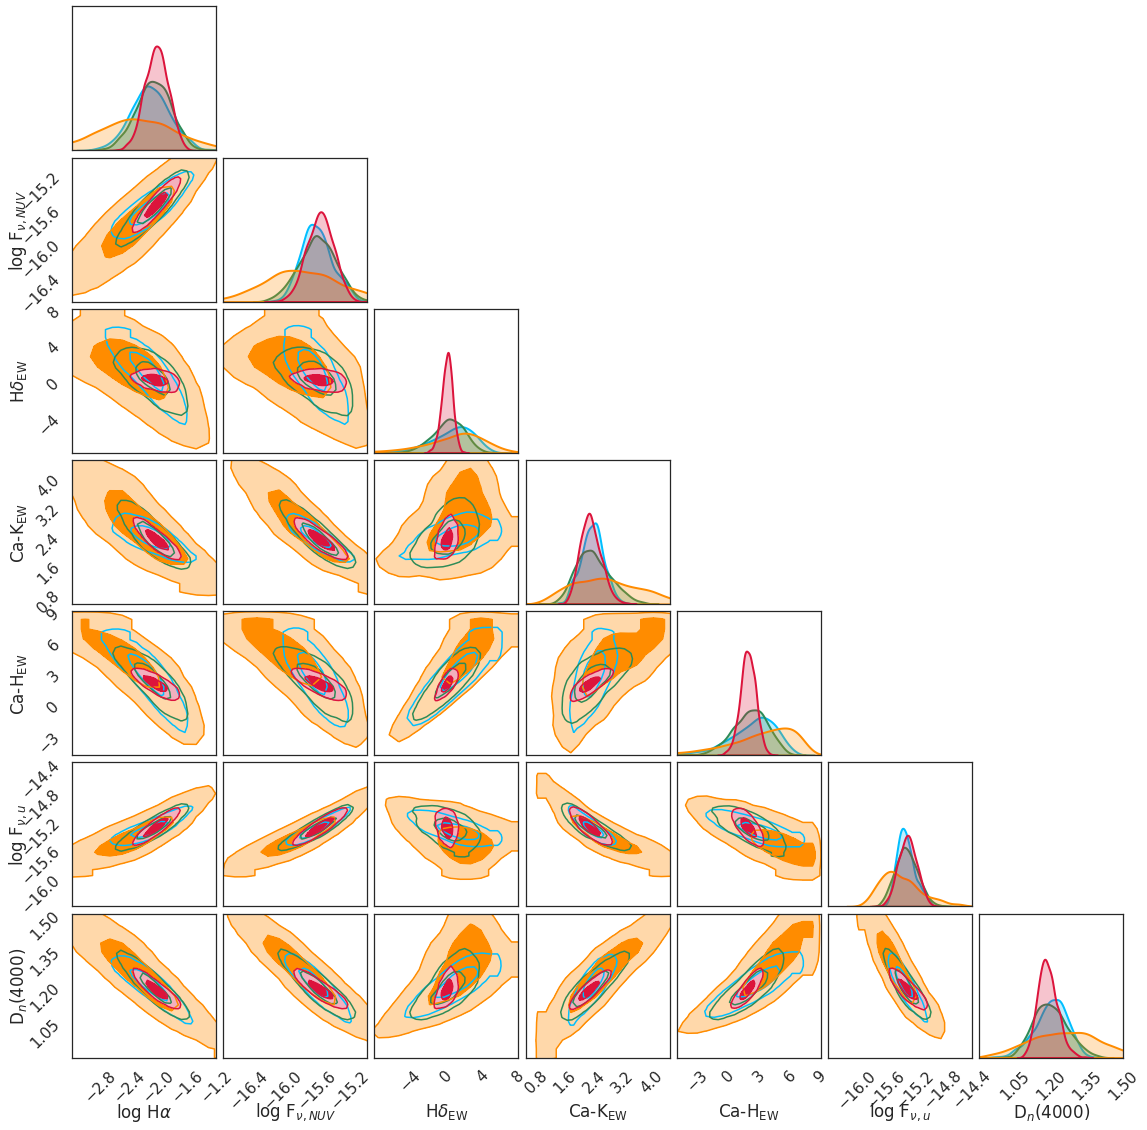 log F_ν,NUV
−15.2
−15.6
−16.0
−16.4
Hδ_EW
8
4
0
−4
Ca-K_EW
4.0
3.2
2.4
1.6
0.8
Ca-H_EW
9
6
3
0
−3
log F_ν,u
−14.4
−14.8
−15.2
−15.6
−16.0
D_n(4000)
1.50
1.35
1.20
1.05
−2.8 −2.4 −2.0 −1.6 −1.2
−16.4 −16.0 −15.6 −15.2
−4 0 4 8
0.8 1.6 2.4 3.2 4.0
−3 0 3 6 9
−16.0 −15.6 −15.2 −14.8 −14.4
1.05 1.20 1.35 1.50
log Hα log F_ν,NUV Hδ_EW Ca-K_EW Ca-H_EW log F_ν,u D_n(4000)